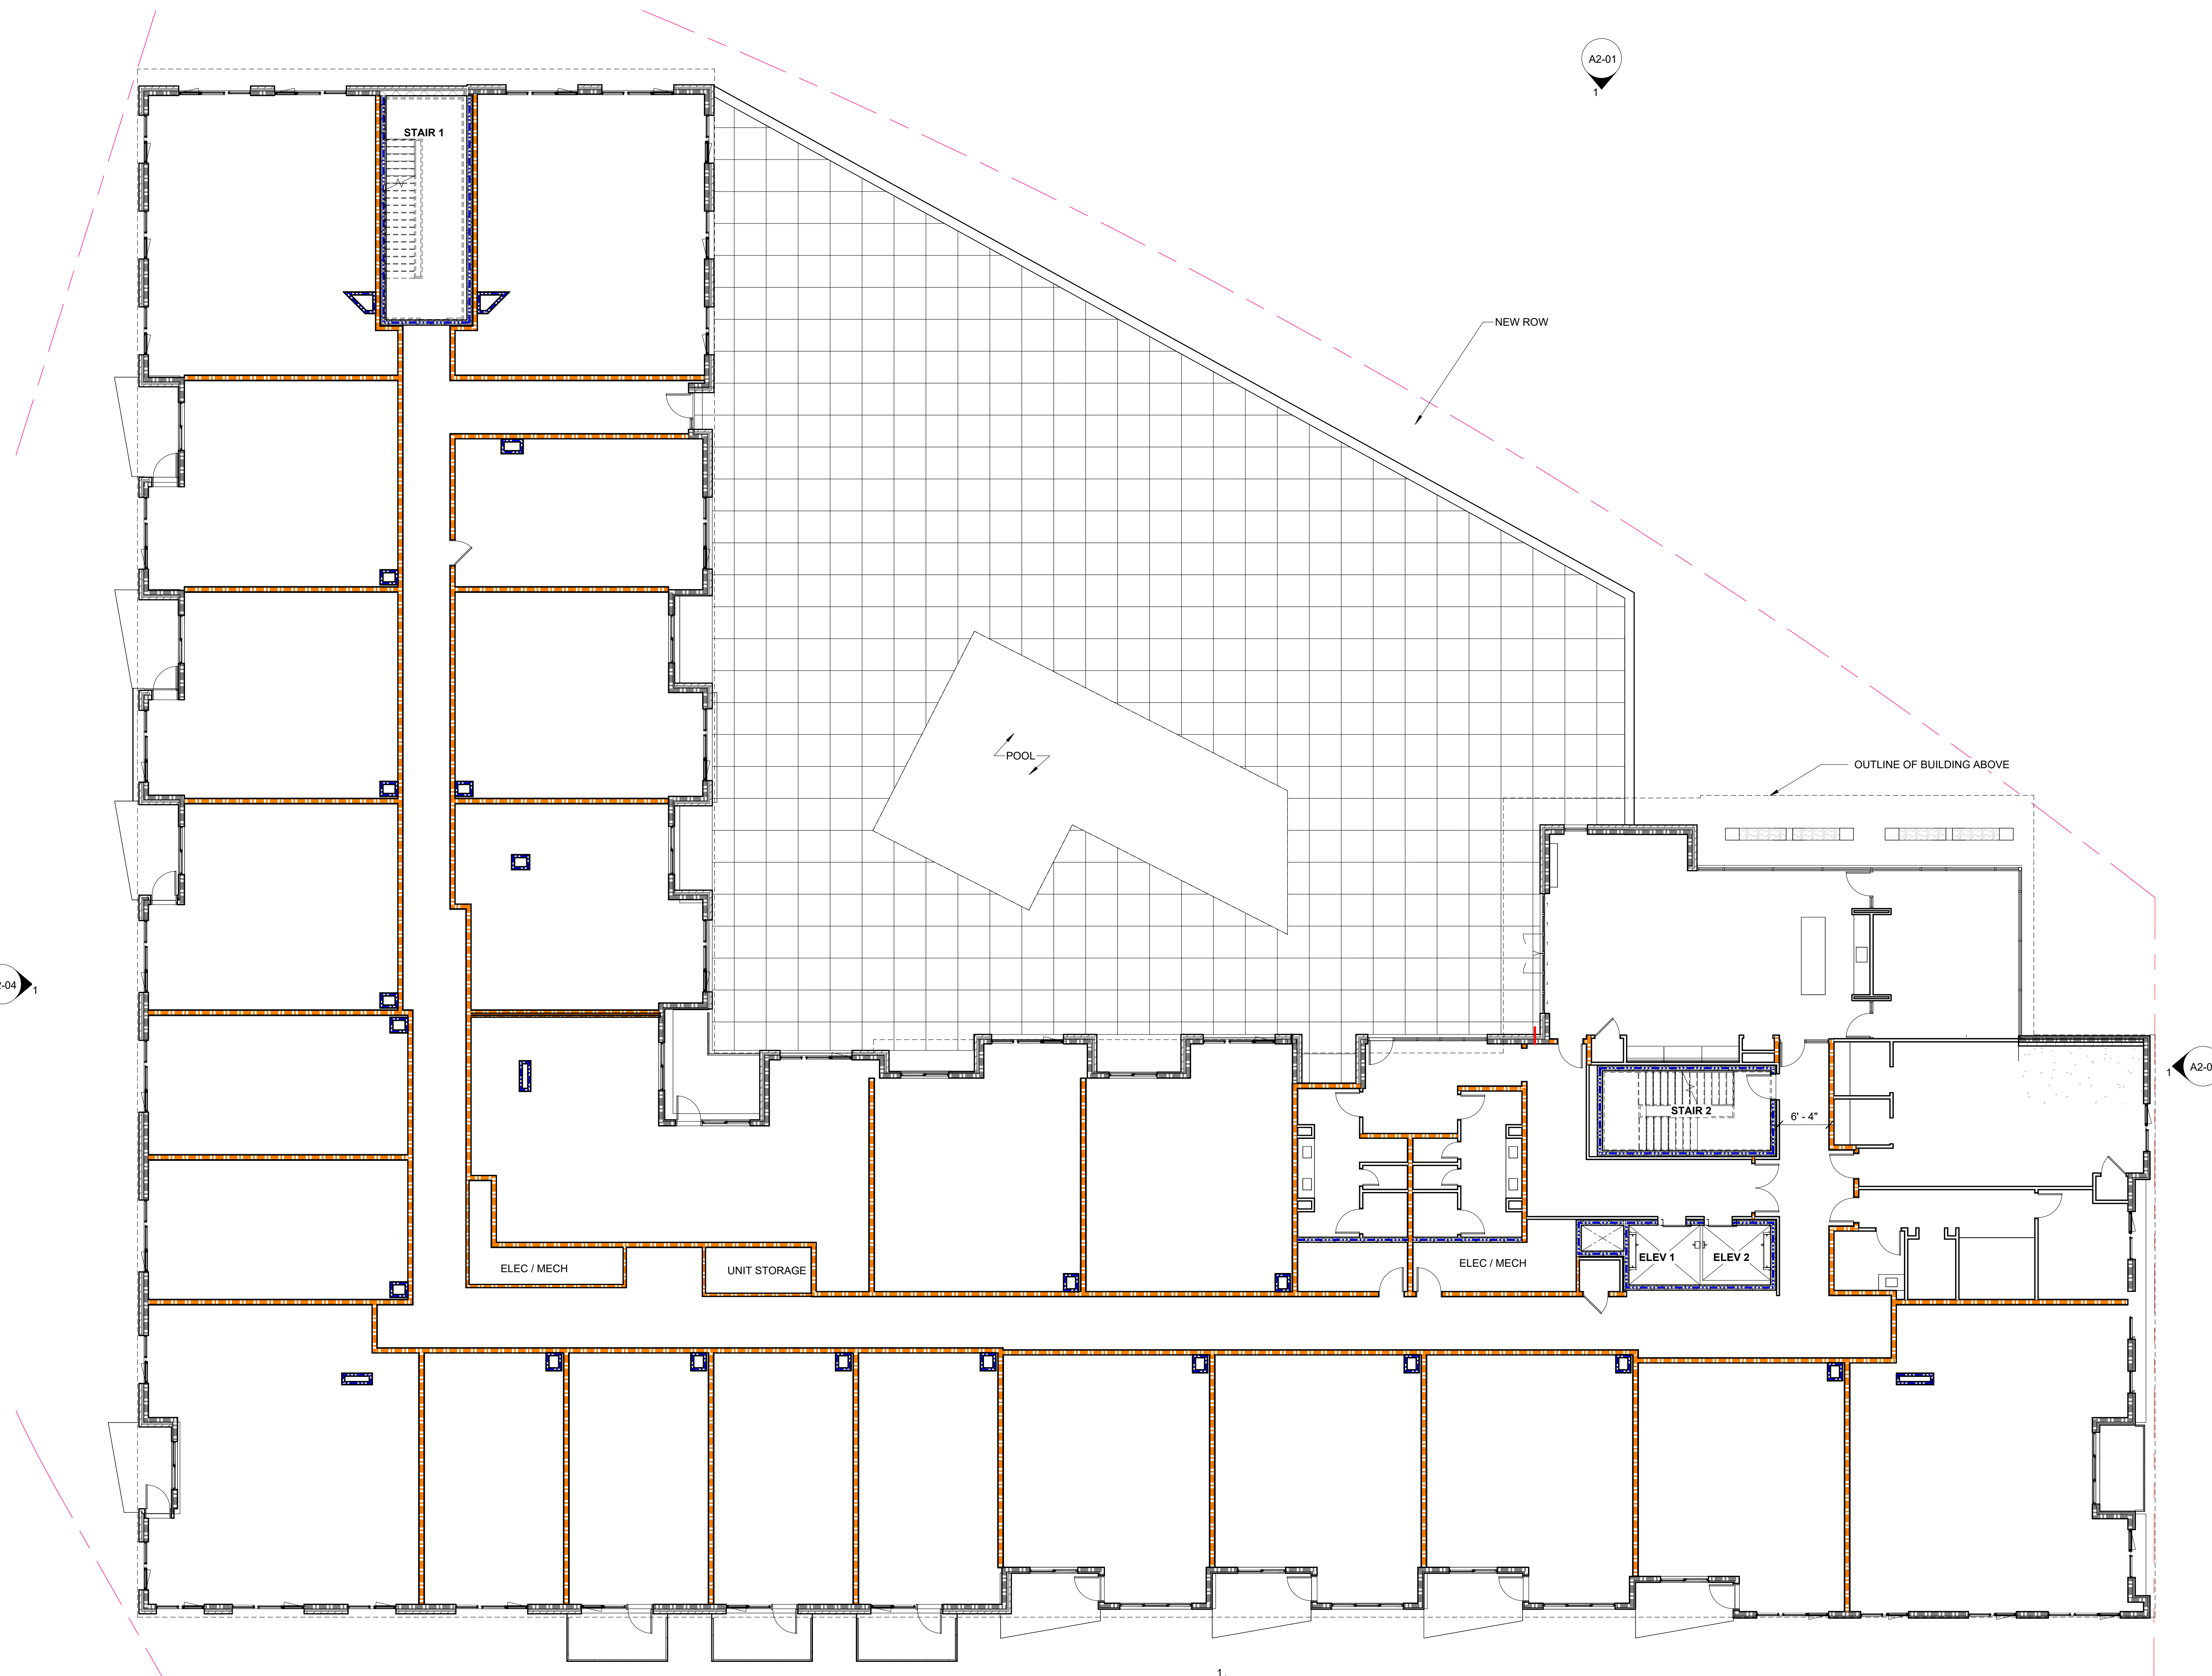 A2-01
1
STAIR 1
NEW ROW
POOL
OUTLINE OF BUILDING ABOVE
2-04
1
STAIR 2
6' - 4"
1
A2-0
ELEC / MECH
UNIT STORAGE
ELEC / MECH
ELEV 1
ELEV 2
1